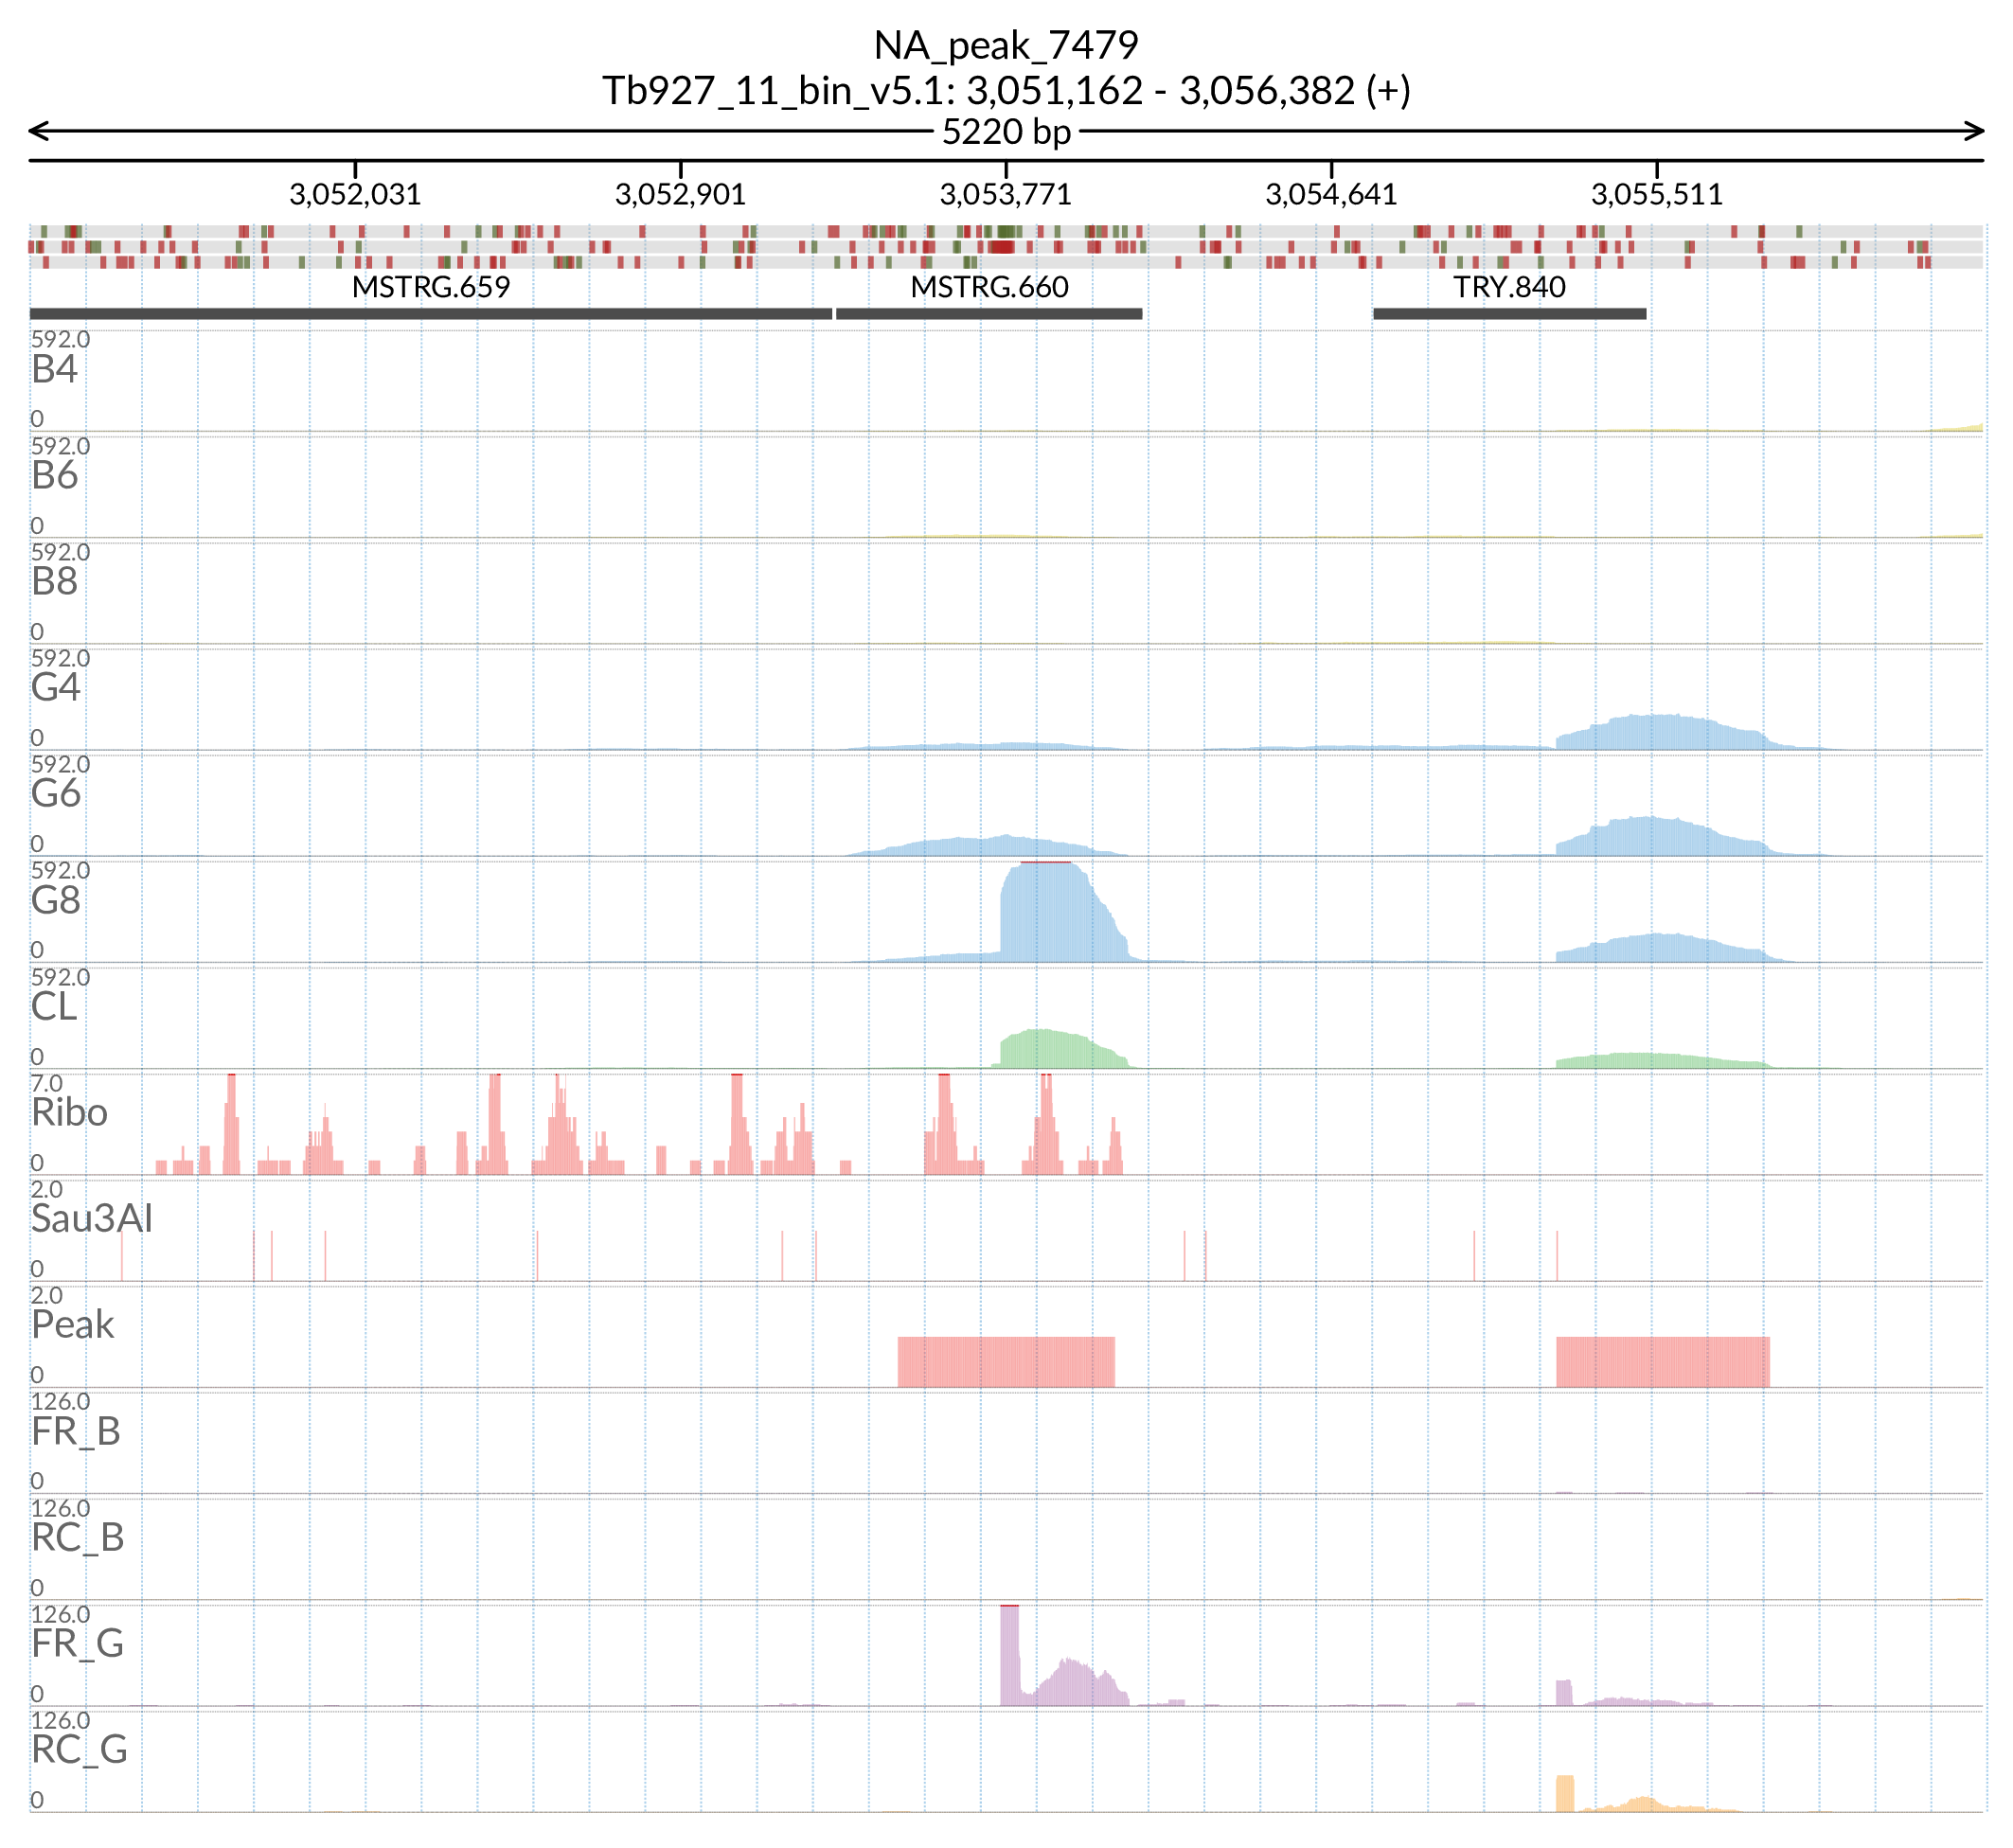 NA_peak_7479
Tb927_11_bin_v5.1: 3,051,162 - 3,056,382 (+)
5220 bp
3,052,031 3,052,901 3,053,771 3,054,641 3,055,511
MSTRG.659 MSTRG.660 TRY.840
592.0
B4
0
592.0
B6
0
592.0
B8
0
592.0
G4
0
592.0
G6
0
592.0
G8
0
592.0
CL
0
7.0
Ribo
0
2.0
Sau3AI
0
2.0
Peak
0
126.0
FR_B
0
126.0
RC_B
0
126.0
FR_G
0
126.0
RC_G
0